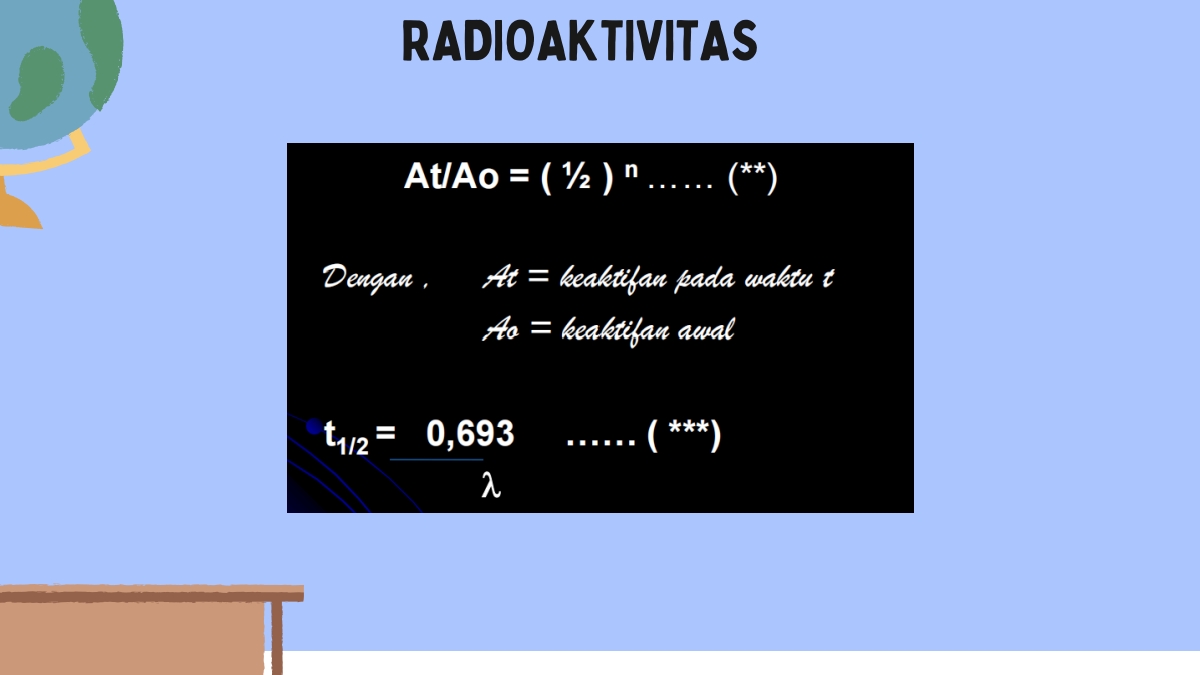 RADIOAKTIVITAS
At/Ao = ( ½ ) ⁿ …… (**)
Dengan , At = keaktifan pada waktu t
Ao = keaktifan awal
t1/2 = 0,693 …… ( ***)
λ